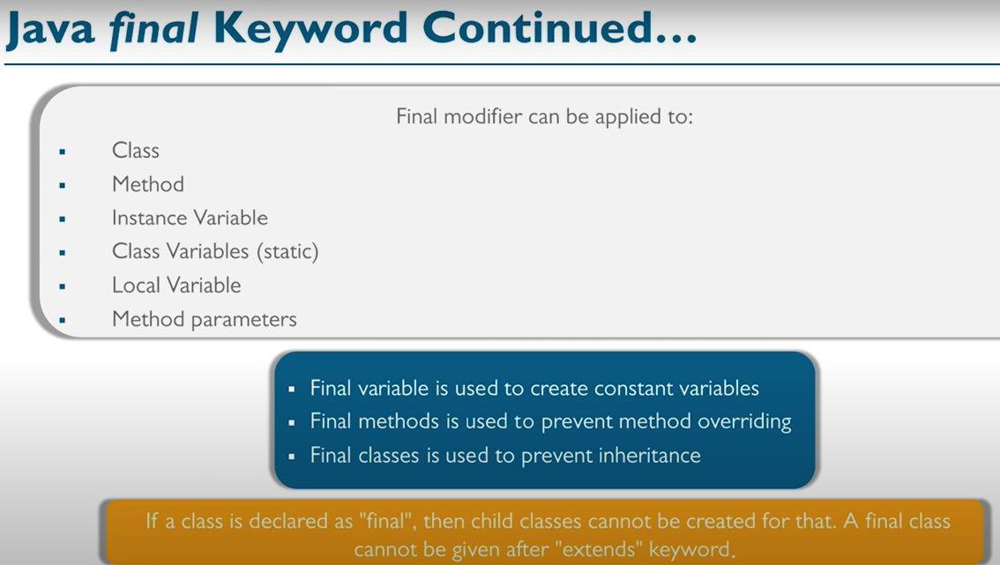 Java final Keyword Continued...
Final modifier can be applied to:
▪ Class
▪ Method
▪ Instance Variable
▪ Class Variables (static)
▪ Local Variable
▪ Method parameters
▪ Final variable is used to create constant variables
▪ Final methods is used to prevent method overriding
▪ Final classes is used to prevent inheritance
If a class is declared as "final", then child classes cannot be created for that. A final class
cannot be given after "extends" keyword.